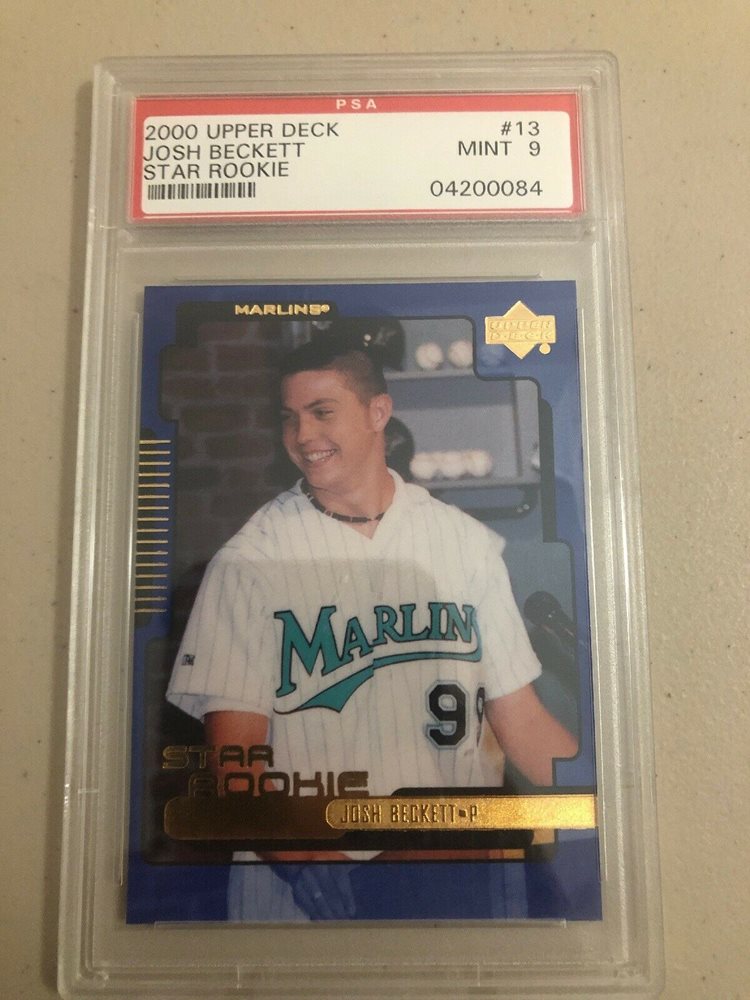 PSA
2000 UPPER DECK #13
JOSH BECKETT MINT 9
STAR ROOKIE
04200084
MARLINS®
UPPER
DECK
MARLINS
99
STAR
ROOKIE
JOSH BECKETT-P